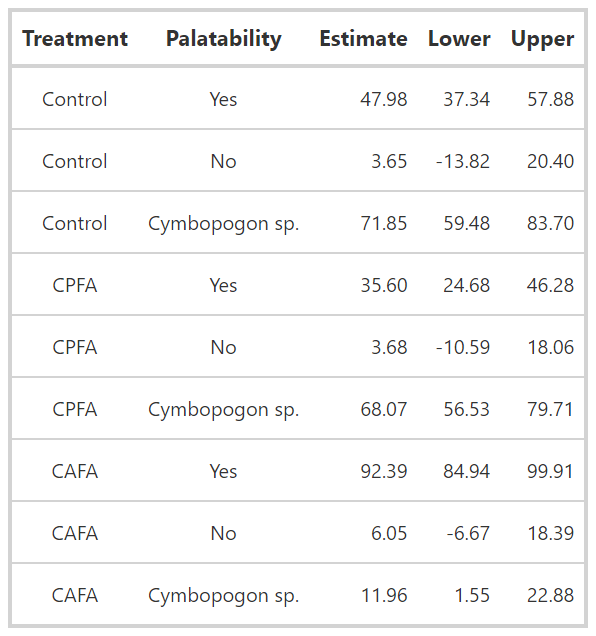 Treatment Palatability Estimate Lower Upper
Control Yes 47.98 37.34 57.88
Control No 3.65 -13.82 20.40
Control Cymbopogon sp. 71.85 59.48 83.70
CPFA Yes 35.60 24.68 46.28
CPFA No 3.68 -10.59 18.06
CPFA Cymbopogon sp. 68.07 56.53 79.71
CAFA Yes 92.39 84.94 99.91
CAFA No 6.05 -6.67 18.39
CAFA Cymbopogon sp. 11.96 1.55 22.88